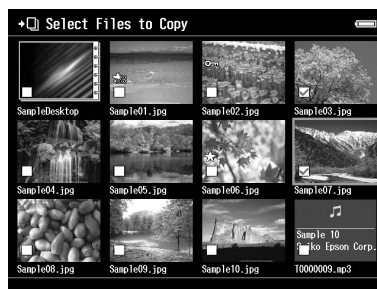 Select Files to Copy
SampleDesktop Sample01.jpg Sample02.jpg Sample03.jpg
Sample04.jpg Sample05.jpg Sample06.jpg Sample07.jpg
Sample 10
Seiko Epson Corp.
Sample08.jpg Sample09.jpg Sample10.jpg T0000009.mp3